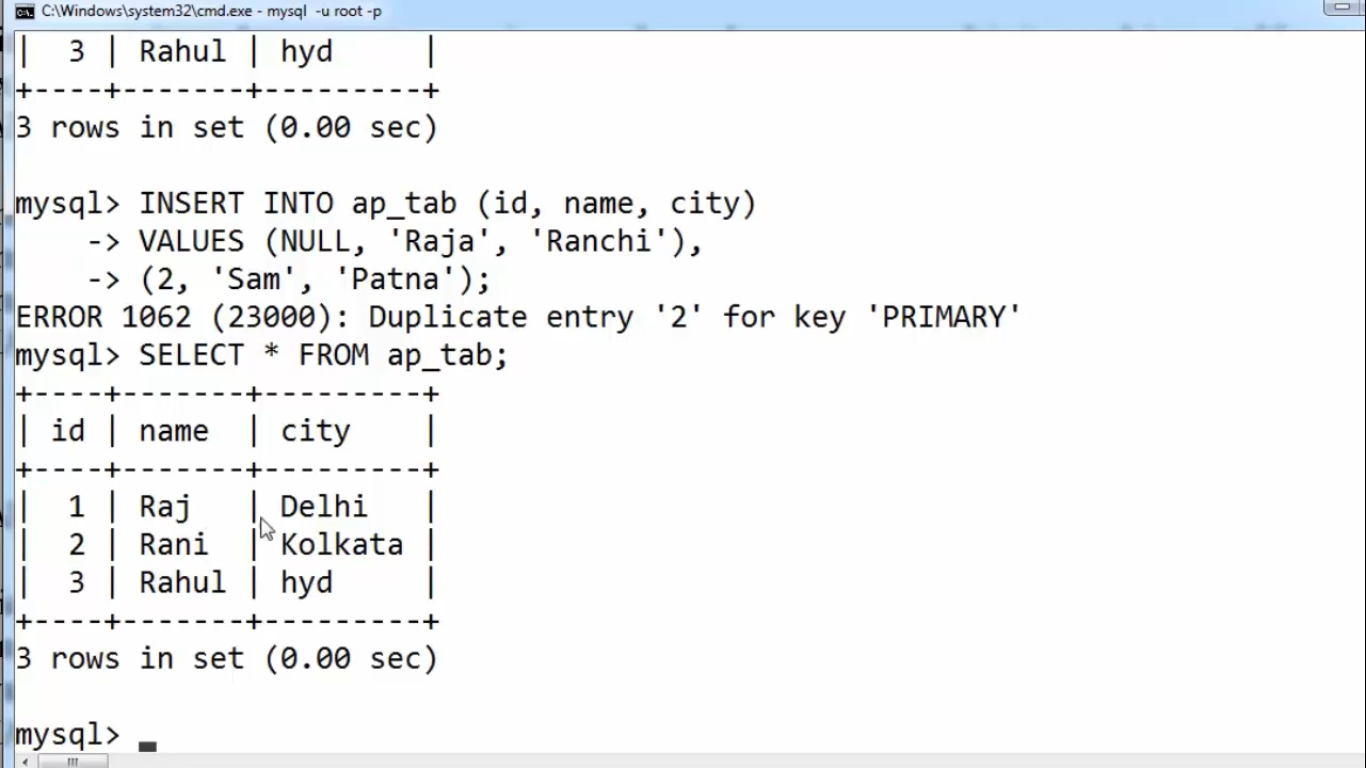 C:\Windows\system32\cmd.exe - mysql  -u root -p
|  3 | Rahul | hyd     |
+----+-------+---------+
3 rows in set (0.00 sec)

mysql> INSERT INTO ap_tab (id, name, city)
    -> VALUES (NULL, 'Raja', 'Ranchi'),
    -> (2, 'Sam', 'Patna');
ERROR 1062 (23000): Duplicate entry '2' for key 'PRIMARY'
mysql> SELECT * FROM ap_tab;
+----+-------+---------+
| id | name  | city    |
+----+-------+---------+
|  1 | Raj   | Delhi   |
|  2 | Rani  | Kolkata |
|  3 | Rahul | hyd     |
+----+-------+---------+
3 rows in set (0.00 sec)

mysql> _